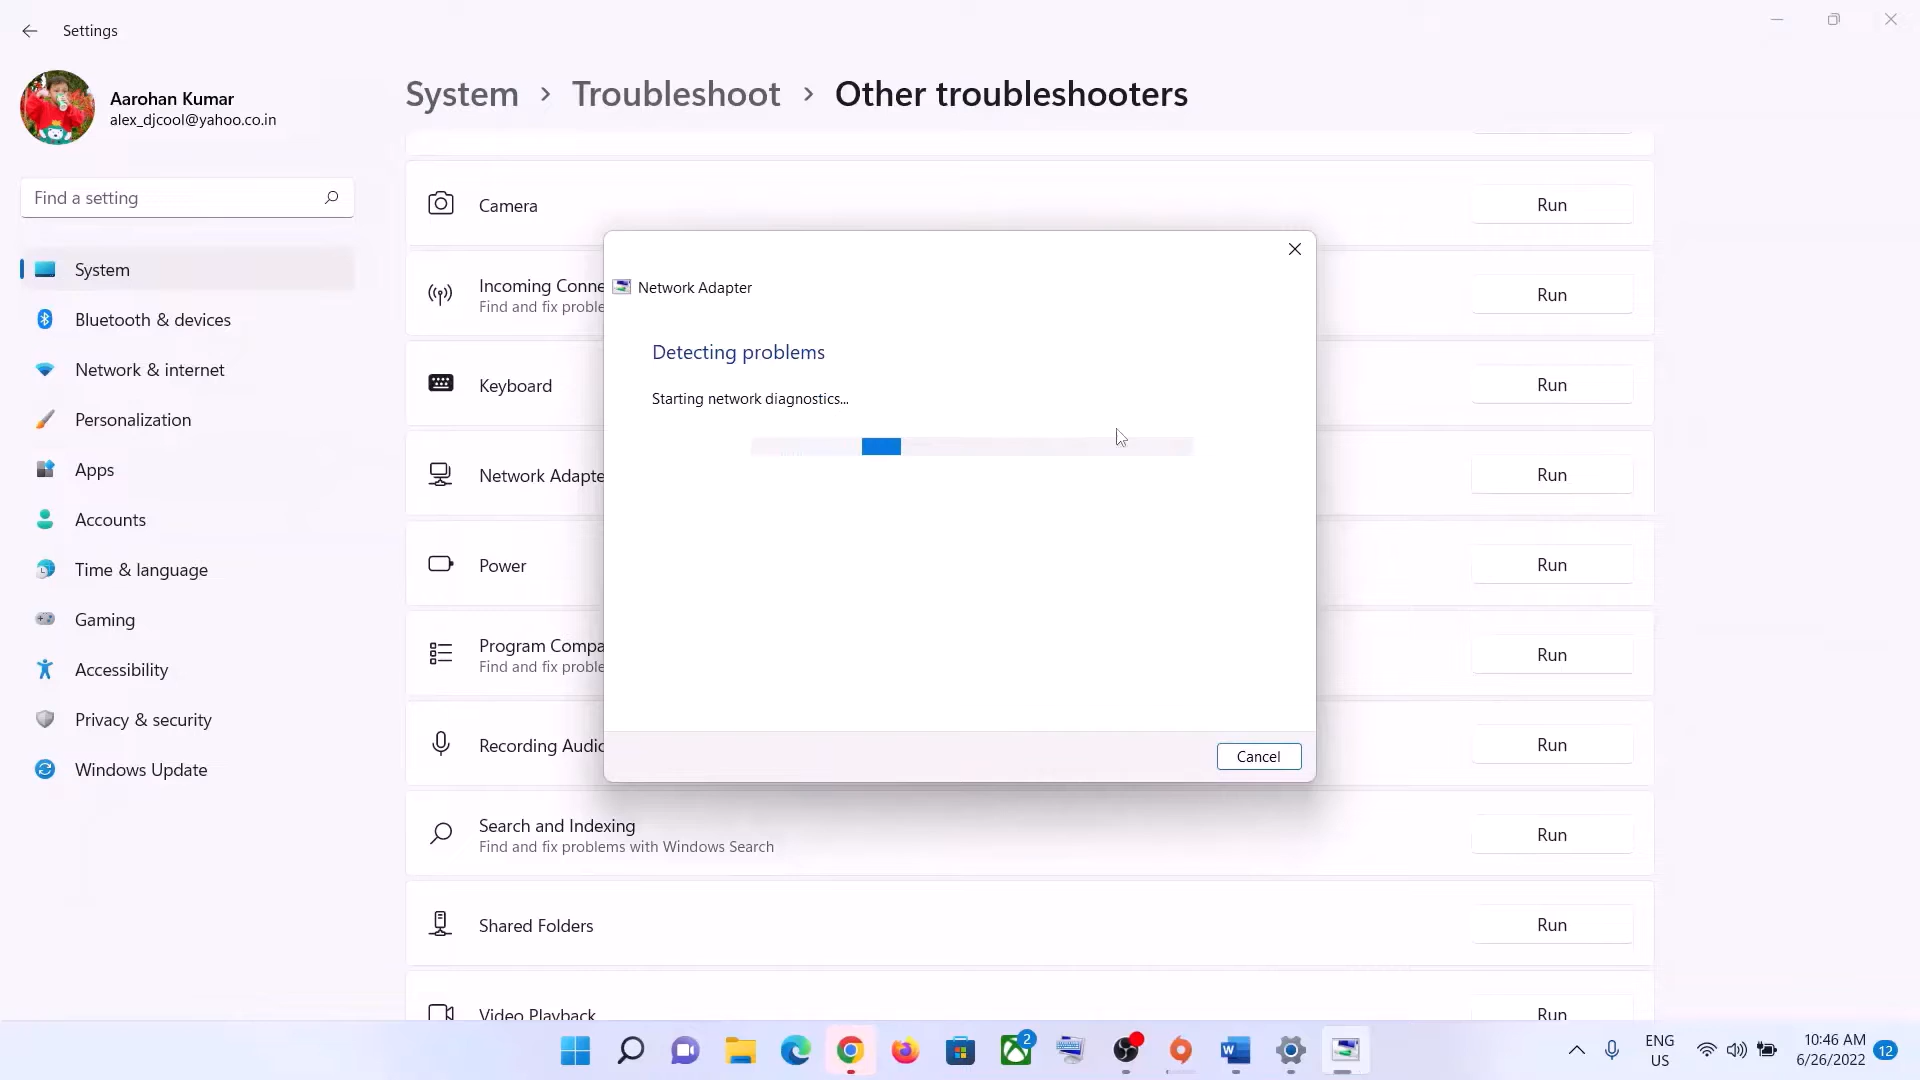 Settings
Aarohan Kumar
alex_djcool@yahoo.co.in
Find a setting
System
Bluetooth & devices
Network & internet
Personalization
Apps
Accounts
Time & language
Gaming
Accessibility
Privacy & security
Windows Update
System > Troubleshoot > Other troubleshooters
Camera
Run
Incoming Conne
Find and fix proble
Run
Keyboard
Run
Network Adapte
Run
Power
Run
Program Compa
Find and fix proble
Run
Recording Audio
Run
Search and Indexing
Find and fix problems with Windows Search
Run
Shared Folders
Run
Video Playback
Run
Network Adapter
Detecting problems
Starting network diagnostics...
Cancel
2
ENG
US
10:46 AM
6/26/2022
12